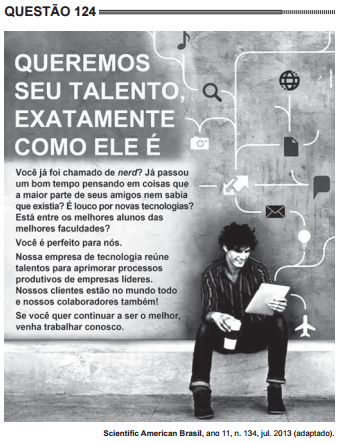 QUESTÃO 124
QUEREMOS
SEU TALENTO,
EXATAMENTE
COMO ELE É
Você já foi chamado de nerd? Já passou
um bom tempo pensando em coisas que
a maior parte de seus amigos nem sabia
que existia? É louco por novas tecnologias?
Está entre os melhores alunos das
melhores faculdades?
Você é perfeito para nós.
Nossa empresa de tecnologia reúne
talentos para aprimorar processos
produtivos de empresas líderes.
Nossos clientes estão no mundo todo
e nossos colaboradores também!
Se você quer continuar a ser o melhor,
venha trabalhar conosco.
Scientific American Brasil, ano 11, n. 134, jul. 2013 (adaptado).